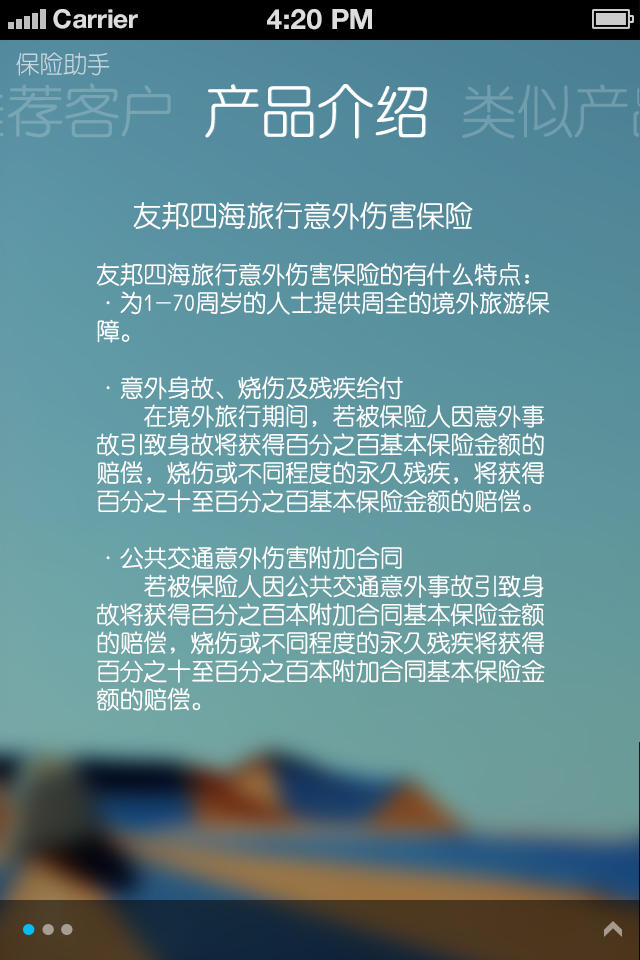 Carrier 4:20 PM
保险助手
荐客户 产品介绍 类似产品
友邦四海旅行意外伤害保险
友邦四海旅行意外伤害保险的有什么特点：
·为1—70周岁的人士提供周全的境外旅游保
障。
·意外身故、烧伤及残疾给付
在境外旅行期间，若被保险人因意外事
故引致身故将获得百分之百基本保险金额的
赔偿，烧伤或不同程度的永久残疾，将获得
百分之十至百分之百基本保险金额的赔偿。
·公共交通意外伤害附加合同
若被保险人因公共交通意外事故引致身
故将获得百分之百本附加合同基本保险金额
的赔偿，烧伤或不同程度的永久残疾将获得
百分之十至百分之百本附加合同基本保险金
额的赔偿。